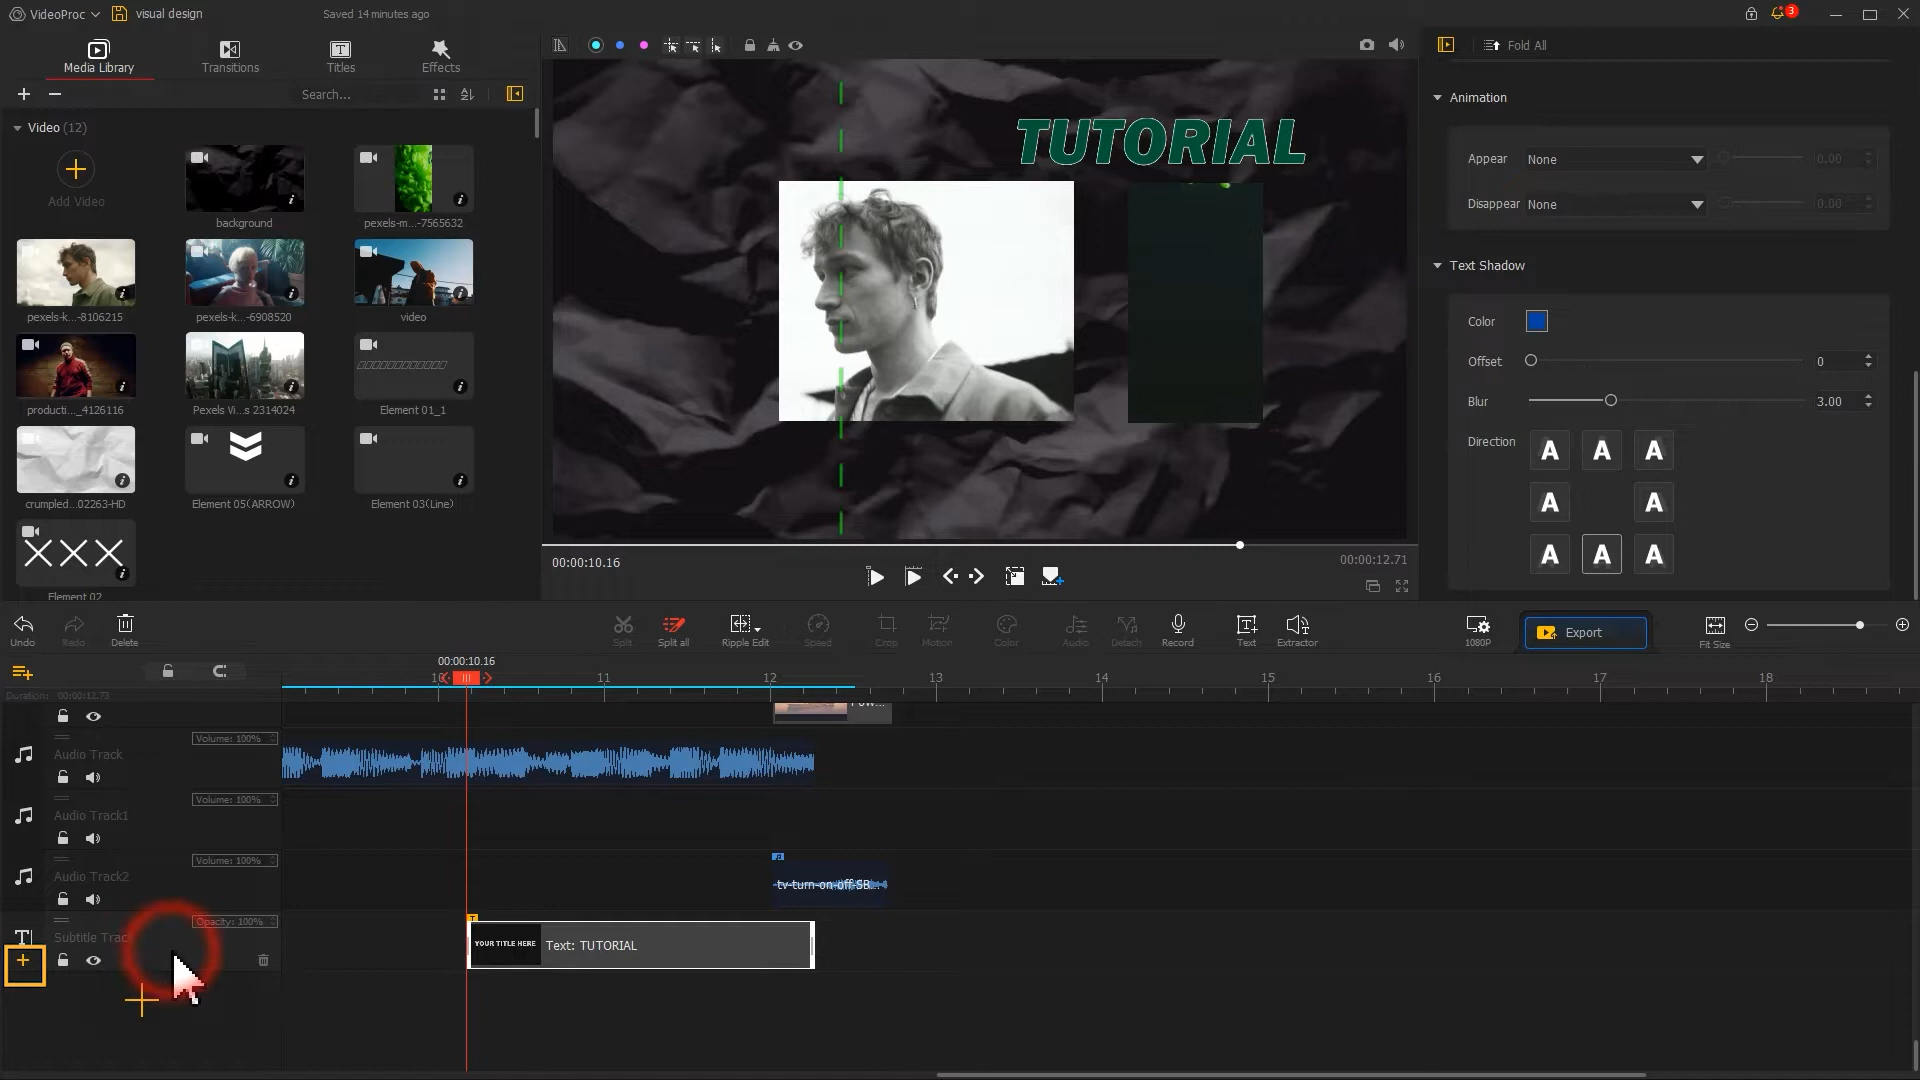 VideoProc
visual design
Saved 14 minutes ago
3
Media Library
Transitions
Titles
Effects
Search...
Fold All
Video (12)
Add Video
background
pexels-m...-7565632
pexels-k...-8106215
pexels-k...-6908520
video
producti..._4126116
Pexels Vi...s 2314024
Element 01_1
crumpled...02263-HD
Element 05(ARROW)
Element 03(Line)
Element 02
TUTORIAL
00:00:10.16
00:00:12.71
Animation
Appear
None
0.00
Disappear
None
0.00
Text Shadow
Color
Offset
0
Blur
3.00
Direction
A A A
A A
A A A
Undo
Redo
Delete
Split
Split all
Ripple Edit
Speed
Crop
Motion
Color
Audio
Detach
Record
Text
Extractor
1080P
Export
Fit Size
00:00:10.16
Duration: 00:00:12.73
10
11
12
13
14
15
16
17
18
Volume: 100%
Audio Track
Volume: 100%
Audio Track1
Volume: 100%
Audio Track2
tv-turn-on-off-SB...
Opacity: 100%
Subtitle Trac
YOUR TITLE HERE
Text: TUTORIAL